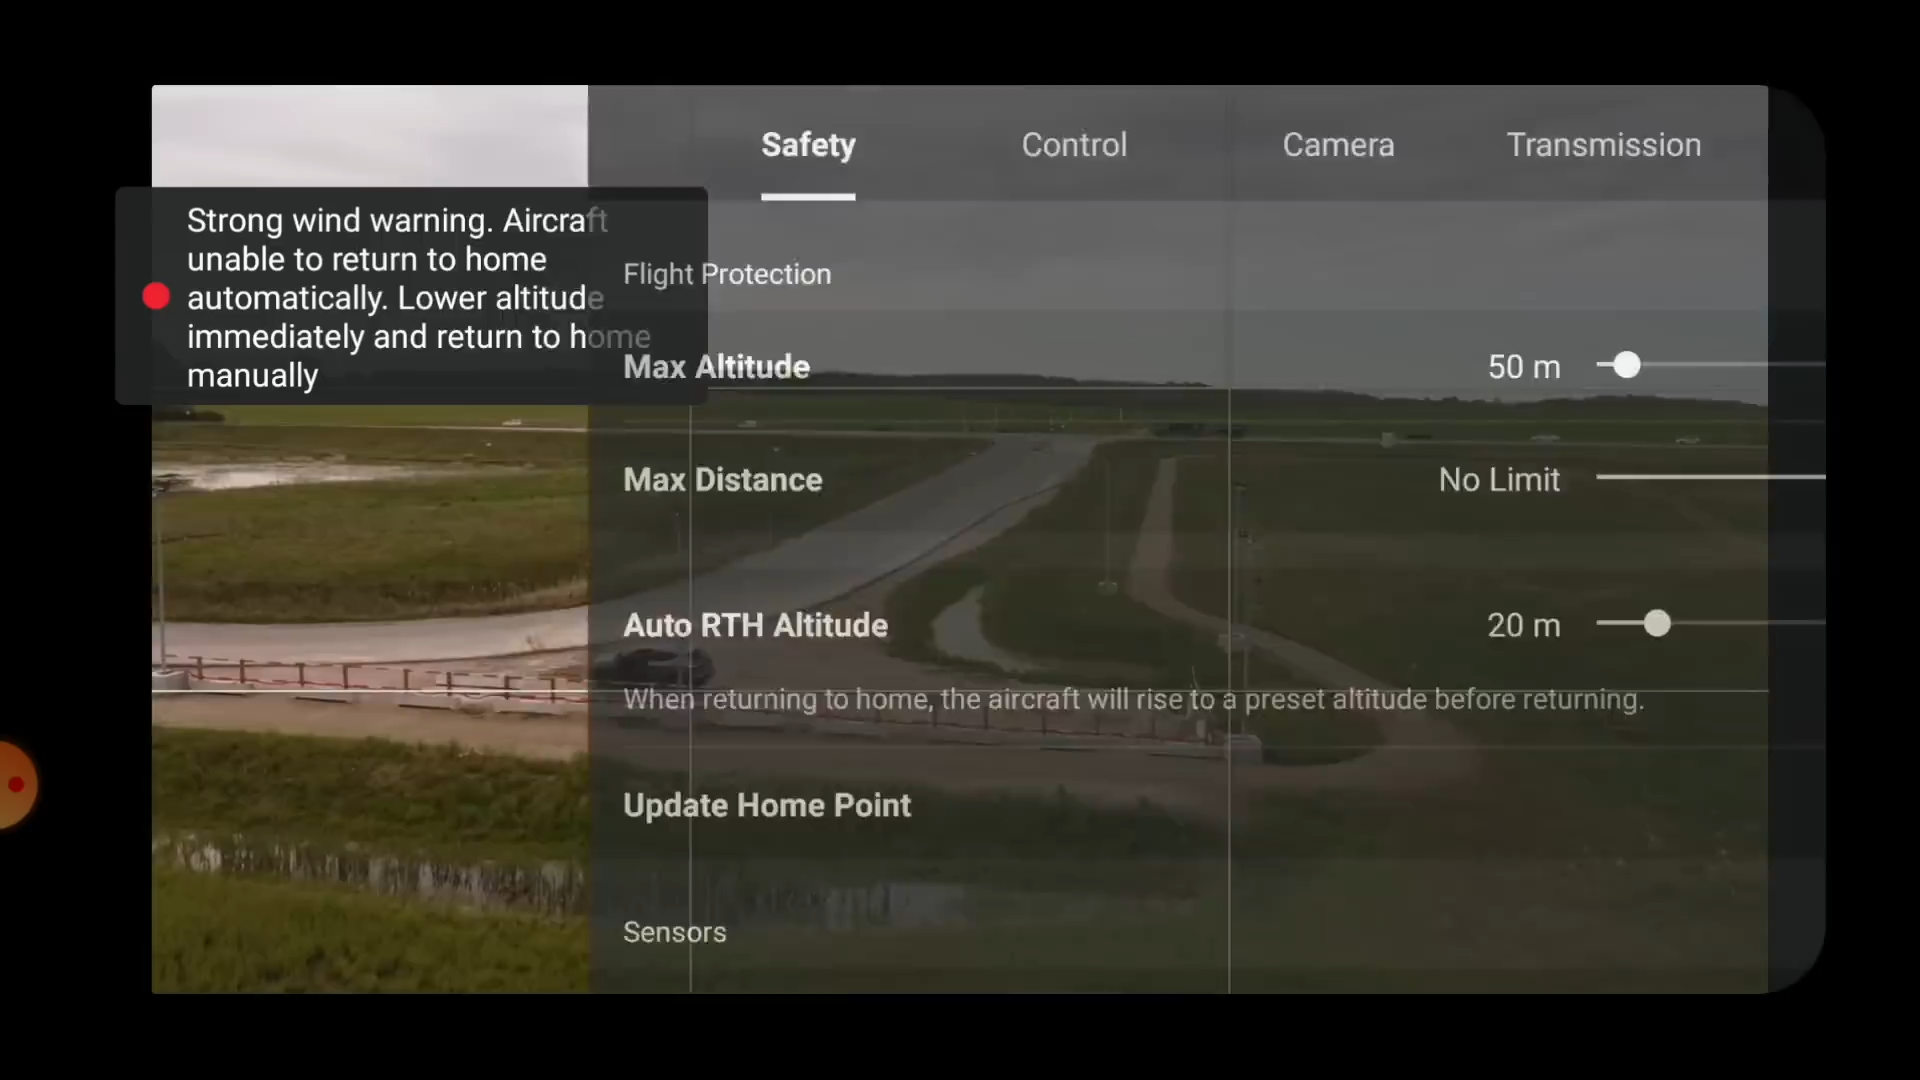 Safety Control Camera Transmission
Strong wind warning. Aircraft
unable to return to home
automatically. Lower altitude
immediately and return to home
manually
Flight Protection
Max Altitude 50 m
Max Distance No Limit
Auto RTH Altitude 20 m
When returning to home, the aircraft will rise to a preset altitude before returning.
Update Home Point
Sensors